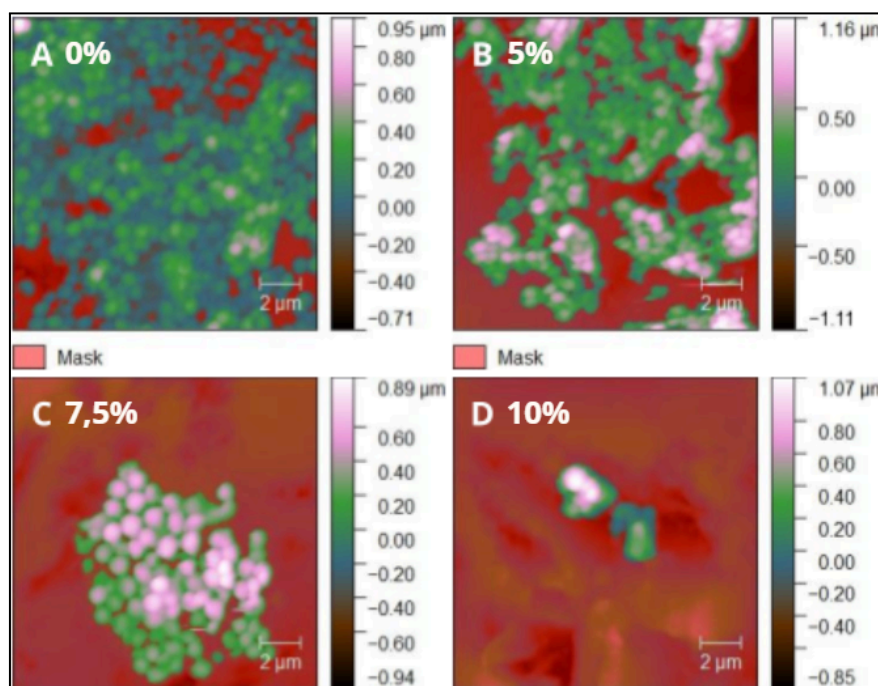 A 0%
0.95 µm
0.80
0.60
0.40
0.20
0.00
−0.20
−0.40
−0.71
2 µm
Mask
B 5%
1.16 µm
0.50
0.00
−0.50
−1.11
2 µm
Mask
C 7,5%
0.89 µm
0.60
0.40
0.20
0.00
−0.20
−0.40
−0.60
−0.94
2 µm
D 10%
1.07 µm
0.80
0.60
0.40
0.20
0.00
−0.20
−0.40
−0.85
2 µm